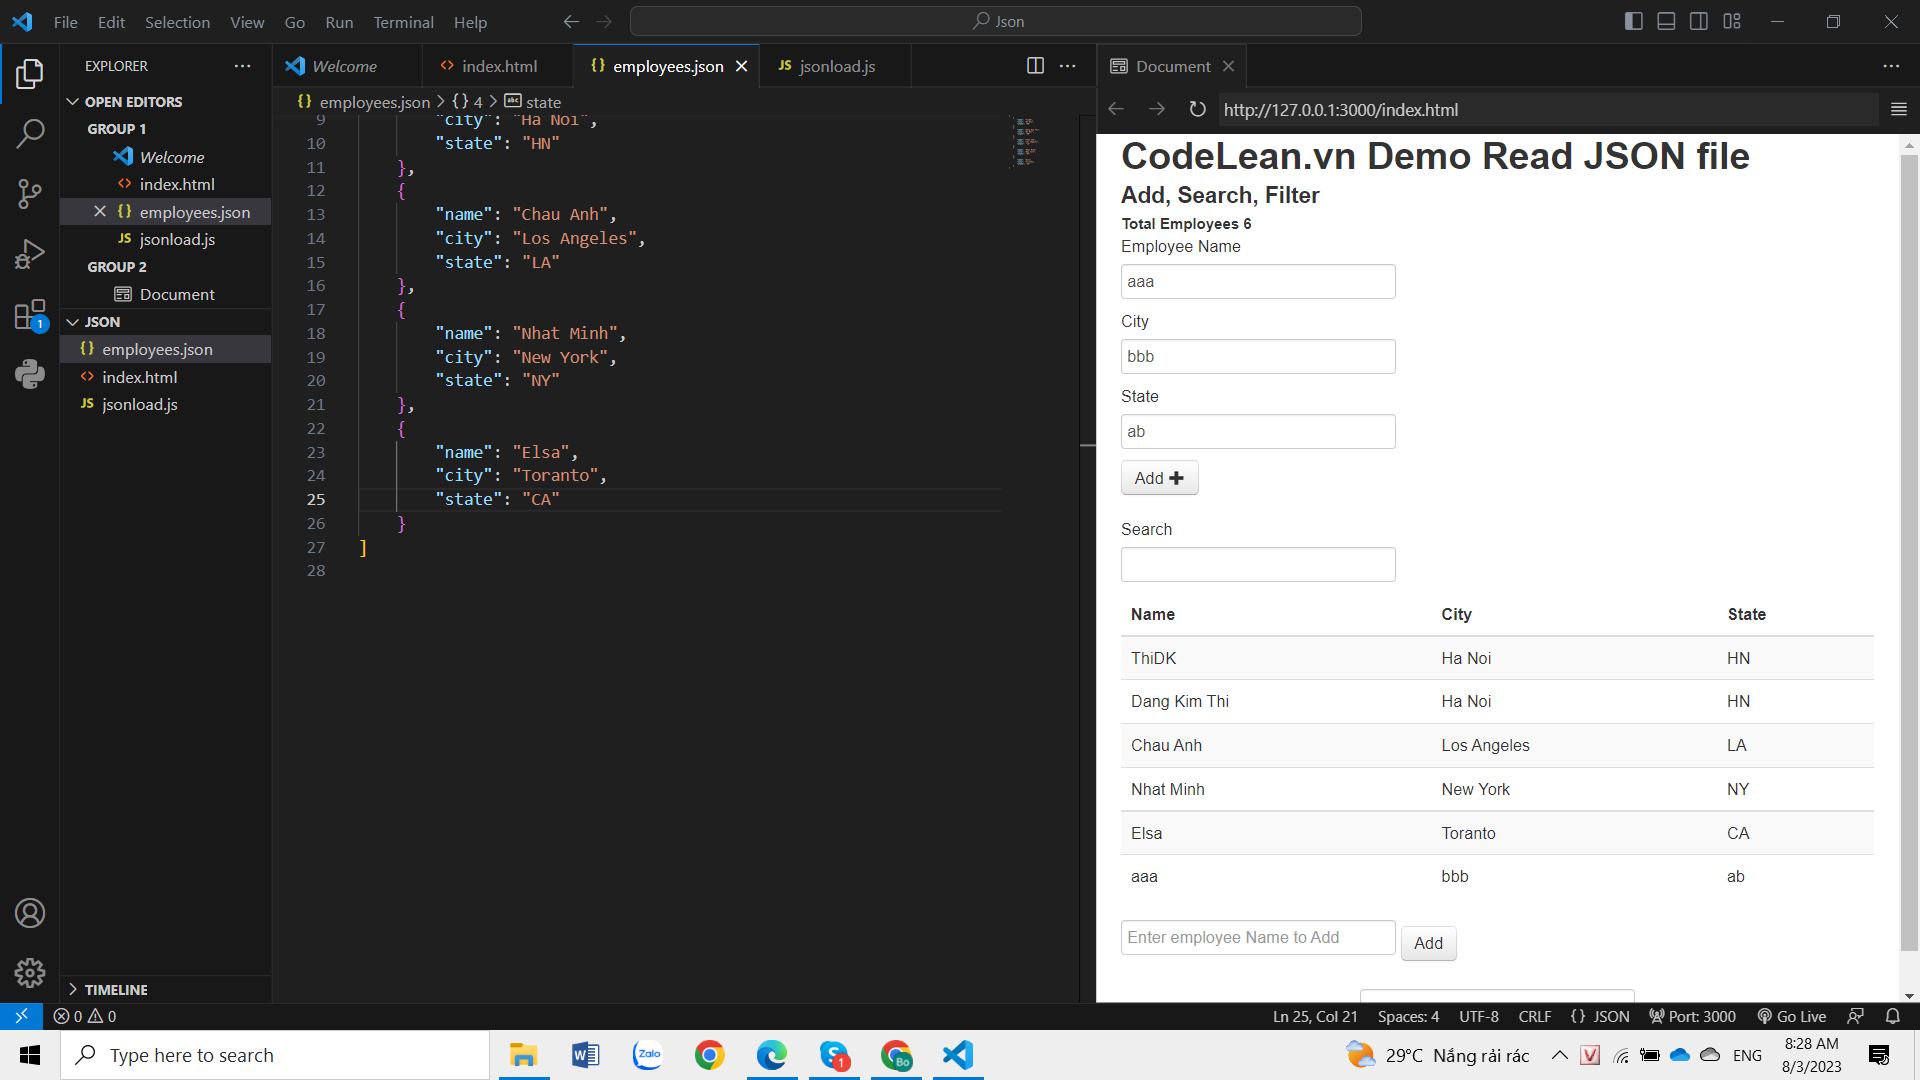 File Edit Selection View Go Run Terminal Help
Json
EXPLORER
OPEN EDITORS
GROUP 1
Welcome
index.html
employees.json
jsonload.js
GROUP 2
Document
JSON
employees.json
index.html
jsonload.js
TIMELINE
Welcome index.html employees.json jsonload.js
employees.json > {} 4 > state
9 "city": "Ha Noi",
10 "state": "HN"
11 },
12 {
13 "name": "Chau Anh",
14 "city": "Los Angeles",
15 "state": "LA"
16 },
17 {
18 "name": "Nhat Minh",
19 "city": "New York",
20 "state": "NY"
21 },
22 {
23 "name": "Elsa",
24 "city": "Toranto",
25 "state": "CA"
26 }
27 ]
28
Document
http://127.0.0.1:3000/index.html
CodeLean.vn Demo Read JSON file
Add, Search, Filter
Total Employees 6
Employee Name
aaa
City
bbb
State
ab
Add
Search
Name City State
ThiDK Ha Noi HN
Dang Kim Thi Ha Noi HN
Chau Anh Los Angeles LA
Nhat Minh New York NY
Elsa Toranto CA
aaa bbb ab
Enter employee Name to Add Add
0 0 Ln 25, Col 21 Spaces: 4 UTF-8 CRLF {} JSON Port: 3000 Go Live
Type here to search
Zalo
1
Bo
29°C Nắng rải rác
V
ENG
8:28 AM
8/3/2023